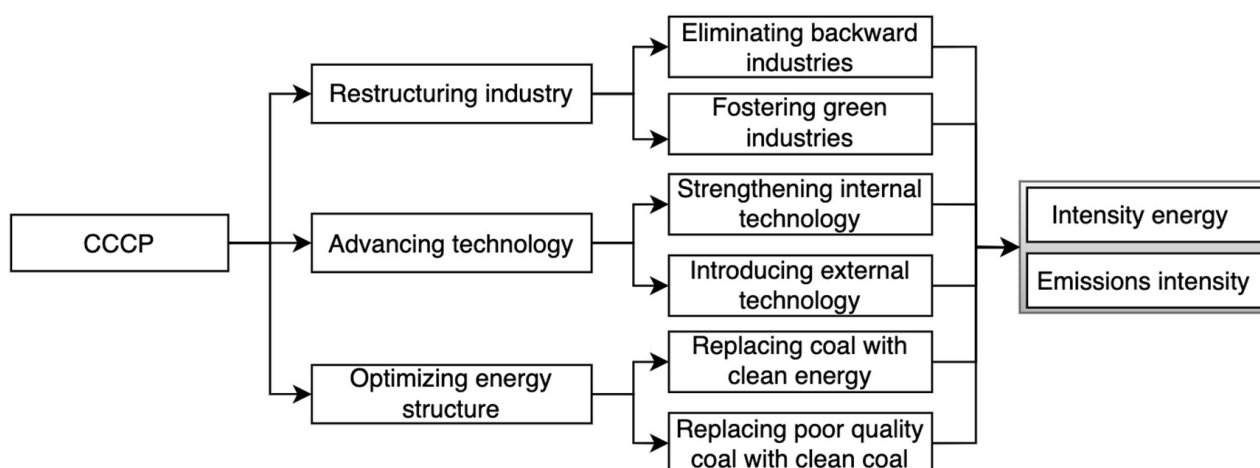 CCCP
Restructuring industry
Advancing technology
Optimizing energy
structure
Eliminating backward
industries
Fostering green
industries
Strengthening internal
technology
Introducing external
technology
Replacing coal with
clean energy
Replacing poor quality
coal with clean coal
Intensity energy
Emissions intensity